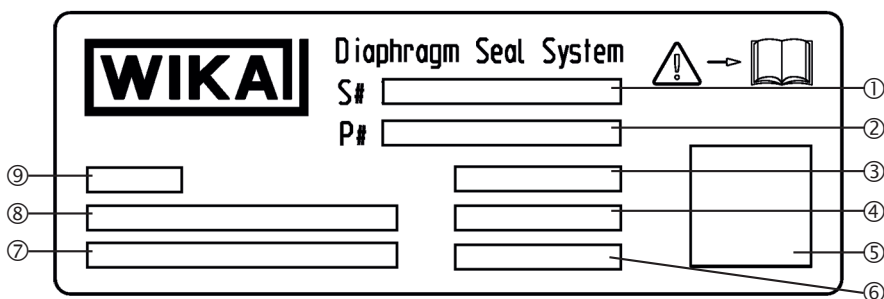 WIKA
Diaphragm Seal System
S#
P#
①
②
③
④
⑤
⑥
⑦
⑧
⑨